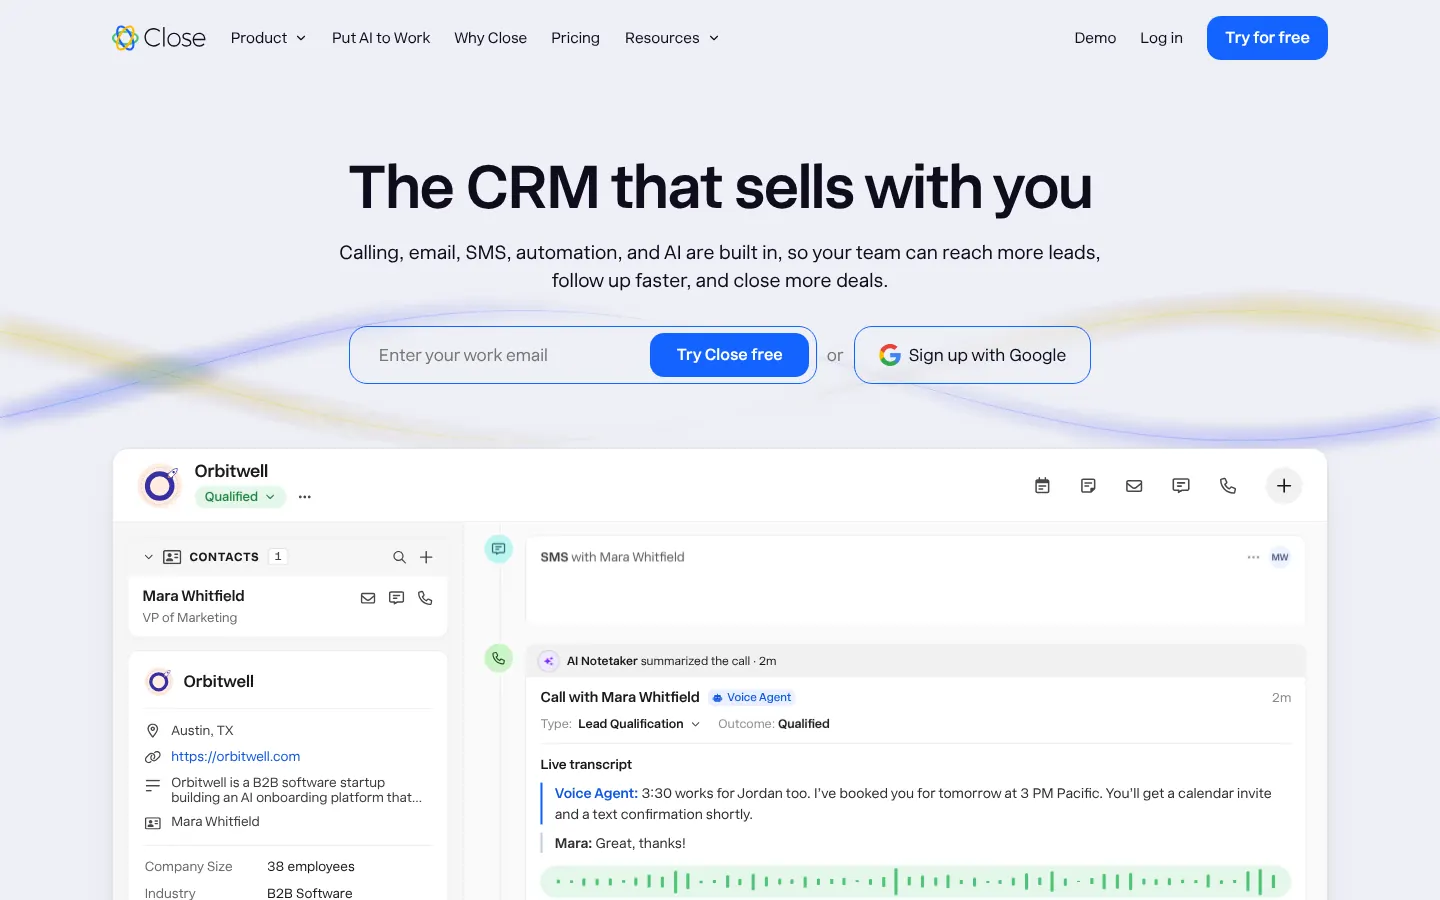 Close Product Put AI to Work Why Close Pricing Resources Demo Log in Try for free
The CRM that sells with you
Calling, email, SMS, automation, and AI are built in, so your team can reach more leads,
follow up faster, and close more deals.
Enter your work email Try Close free or Sign up with Google
Orbitwell
Qualified
CONTACTS 1
Mara Whitfield
VP of Marketing
Orbitwell
Austin, TX
https://orbitwell.com
Orbitwell is a B2B software startup
building an AI onboarding platform that...
Mara Whitfield
Company Size 38 employees
Industry B2B Software
SMS with Mara Whitfield MW
AI Notetaker summarized the call · 2m
Call with Mara Whitfield Voice Agent 2m
Type: Lead Qualification Outcome: Qualified
Live transcript
Voice Agent: 3:30 works for Jordan too. I've booked you for tomorrow at 3 PM Pacific. You'll get a calendar invite
and a text confirmation shortly.
Mara: Great, thanks!